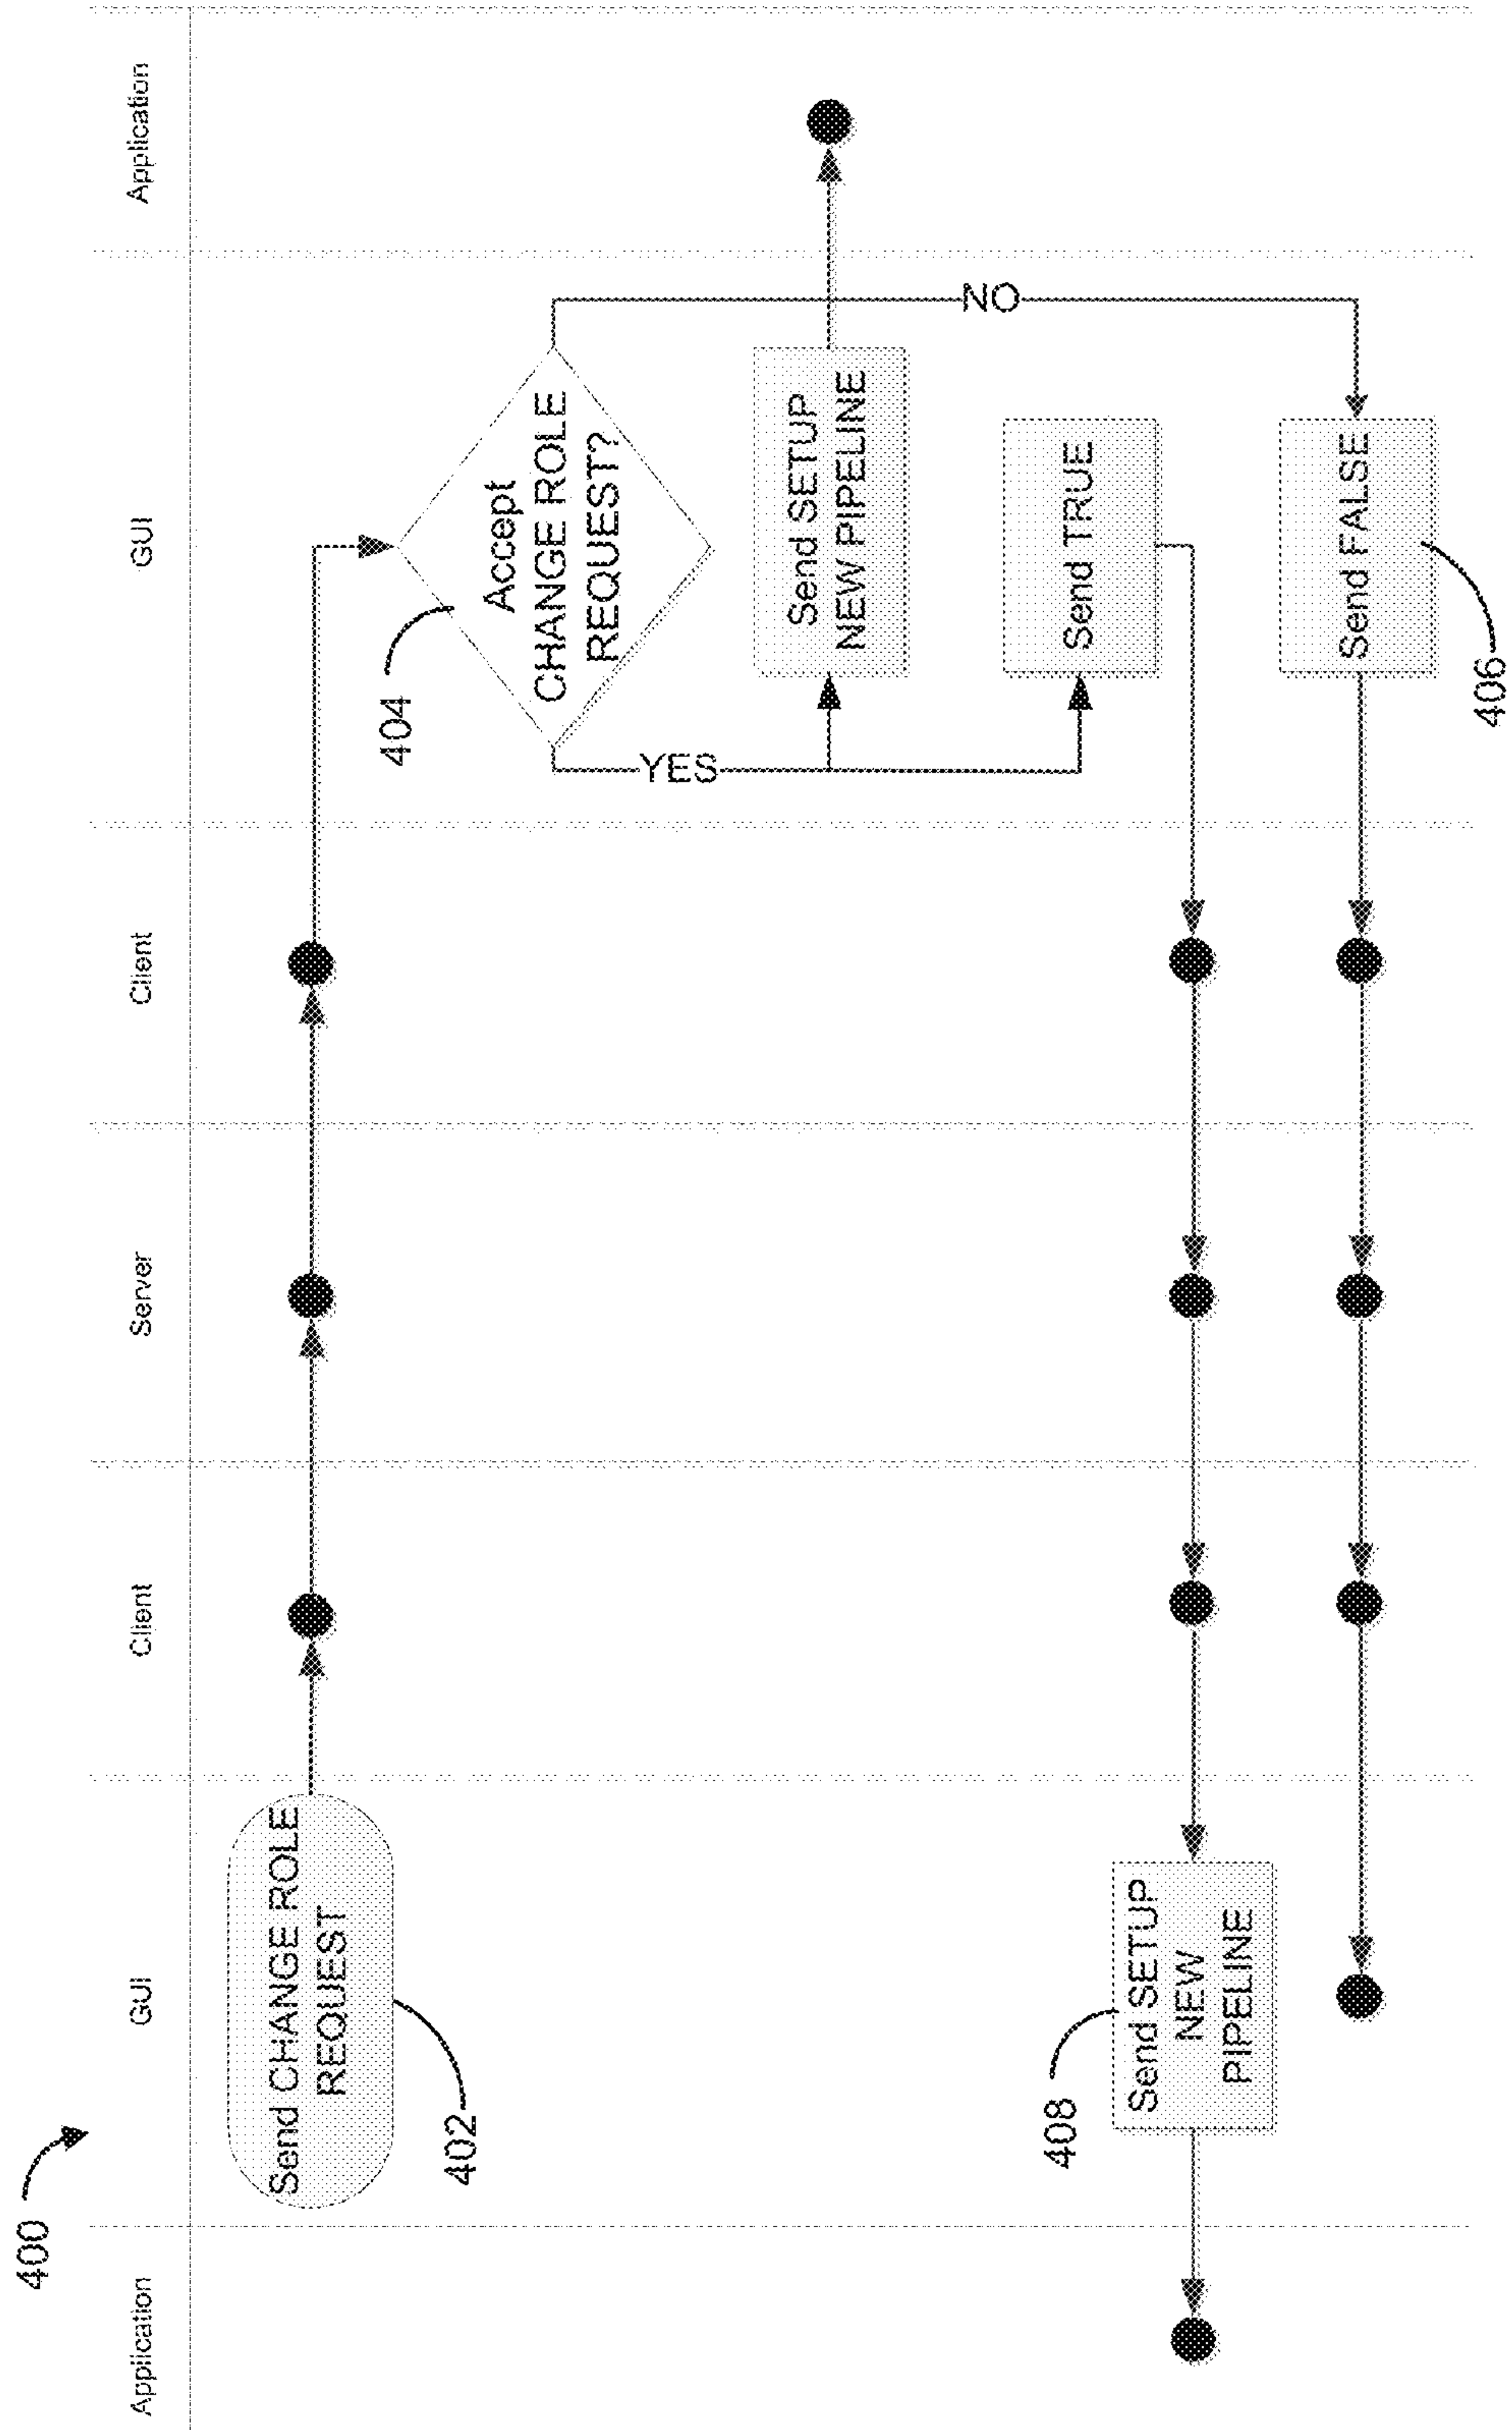 400
Application
GUI
Client
Server
Client
GUI
Application
Send CHANGE ROLE
REQUEST
402
404
Accept
CHANGE ROLE
REQUEST?
YES
NO
Send SETUP
NEW PIPELINE
Send TRUE
408
Send SETUP
NEW
PIPELINE
Send FALSE
406